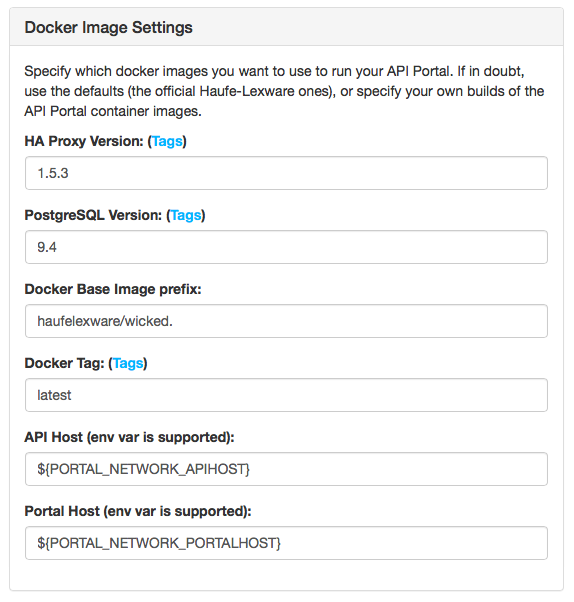 Docker Image Settings
Specify which docker images you want to use to run your API Portal. If in doubt,
use the defaults (the official Haufe-Lexware ones), or specify your own builds of the
API Portal container images.
HA Proxy Version: (Tags)
1.5.3
PostgreSQL Version: (Tags)
9.4
Docker Base Image prefix:
haufelexware/wicked.
Docker Tag: (Tags)
latest
API Host (env var is supported):
${PORTAL_NETWORK_APIHOST}
Portal Host (env var is supported):
${PORTAL_NETWORK_PORTALHOST}